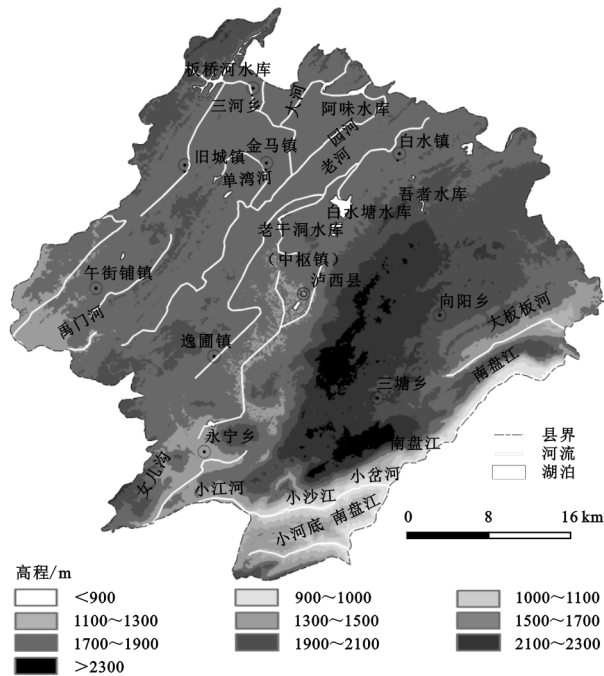 板桥河水库
三河乡
大河
阿味水库
园河
老河
白水镇
金马镇
旧城镇
单湾河
吾者水库
白水塘水库
老干洞水库
（中枢镇）
泸西县
午街铺镇
禹门河
向阳乡
大板板河
逸圃镇
南盘江
三塘乡
永宁乡
南盘江
女儿沟
小江河
小沙江
小岔河
小河底
南盘江
县界
河流
湖泊
0 8 16 km
高程/m
<900 900～1000 1000～1100
1100～1300 1300～1500 1500～1700
1700～1900 1900～2100 2100～2300
>2300